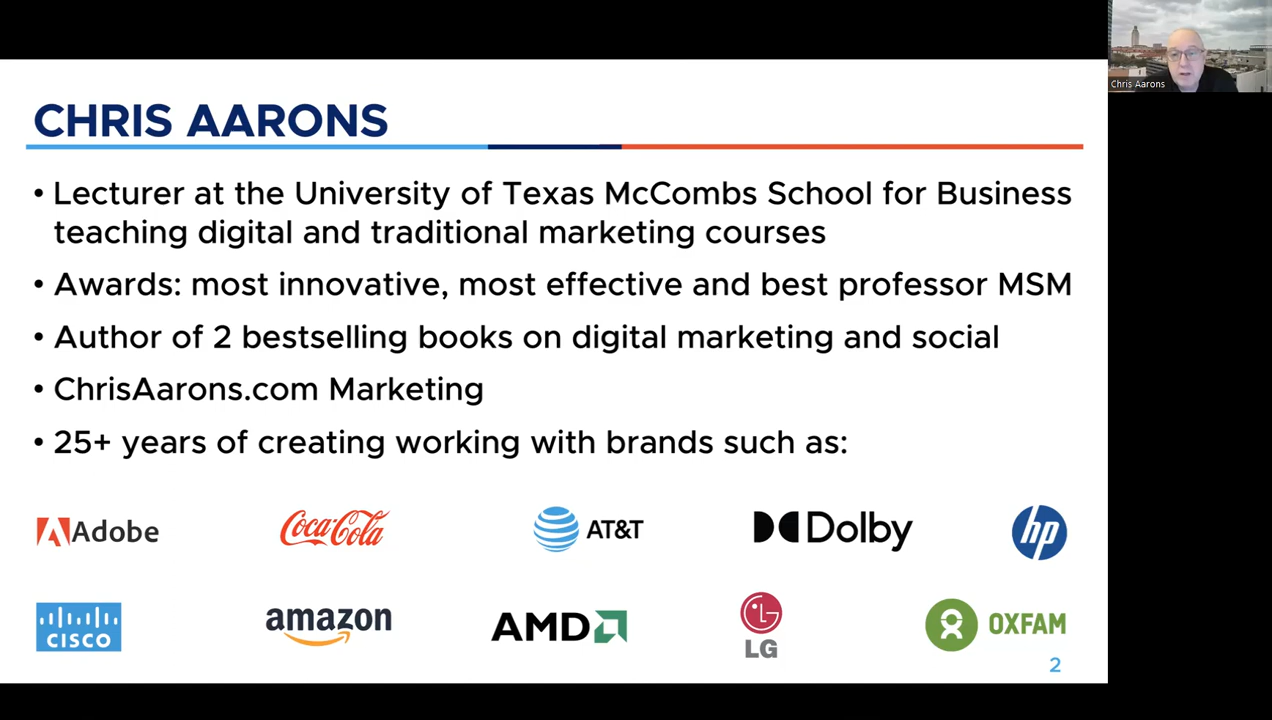 CHRIS AARONS
• Lecturer at the University of Texas McCombs School for Business
teaching digital and traditional marketing courses
• Awards: most innovative, most effective and best professor MSM
• Author of 2 bestselling books on digital marketing and social
• ChrisAarons.com Marketing
• 25+ years of creating working with brands such as:
Adobe Coca-Cola AT&T Dolby hp
CISCO amazon AMD LG OXFAM
2
Chris Aarons